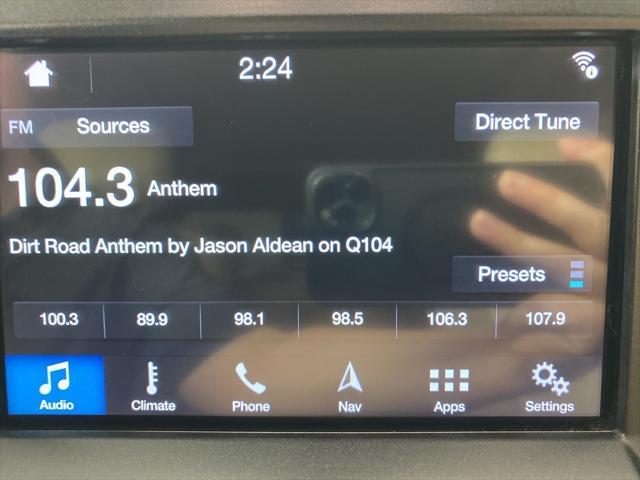 2:24
FM Sources Direct Tune
104.3 Anthem
Dirt Road Anthem by Jason Aldean on Q104
Presets
100.3 89.9 98.1 98.5 106.3 107.9
Audio Climate Phone Nav Apps Settings